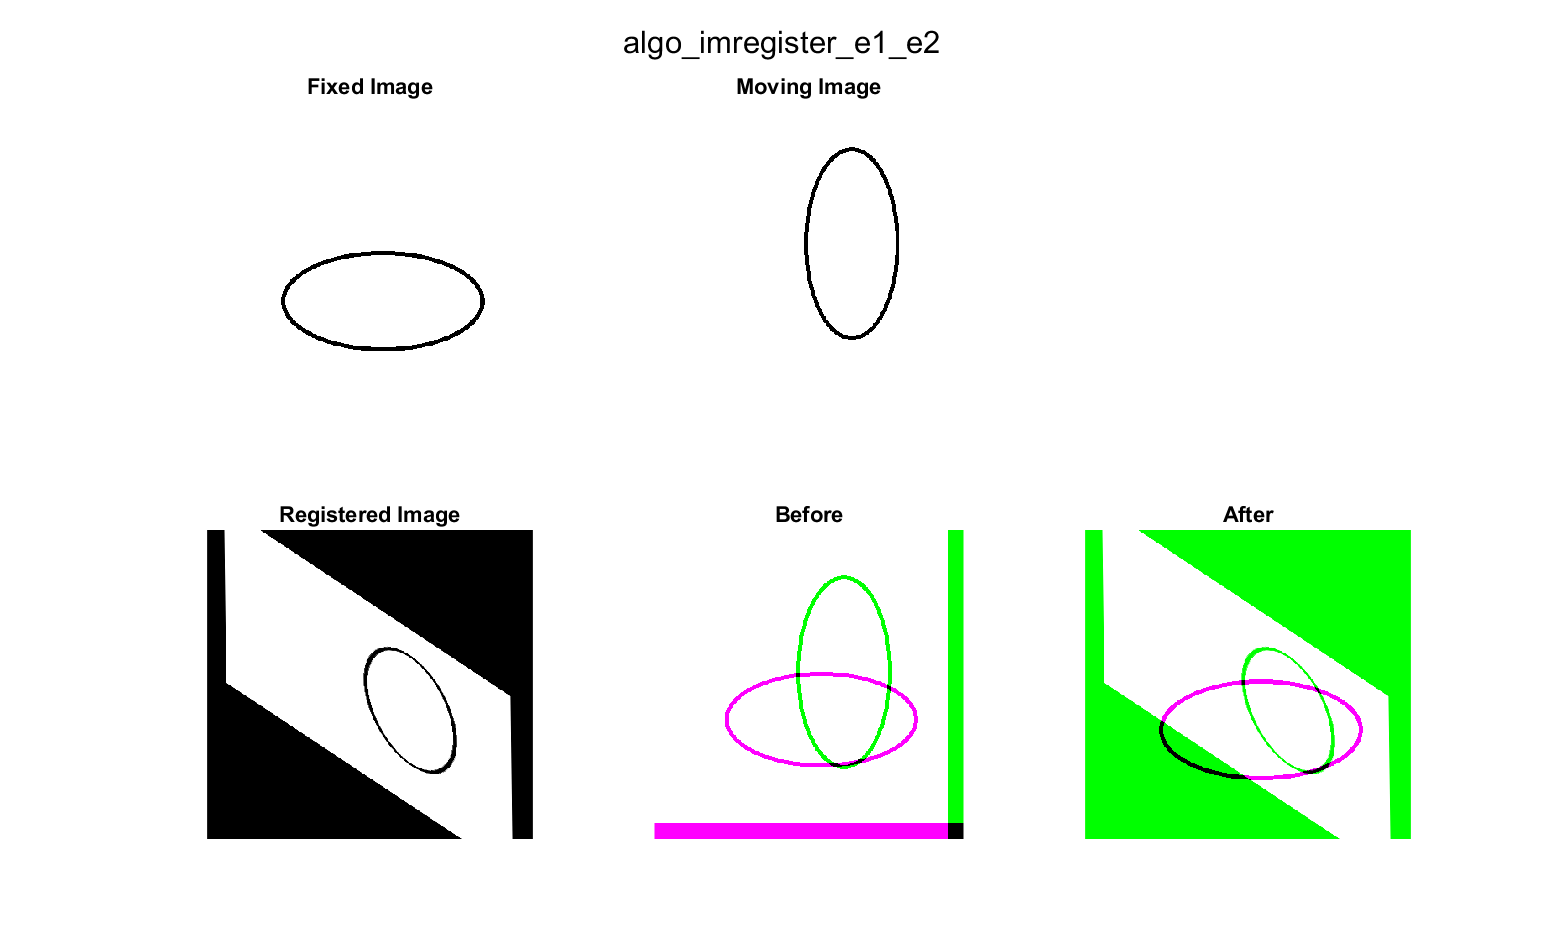 algo_imregister_e1_e2
Fixed Image
Moving Image
Registered Image
Before
After